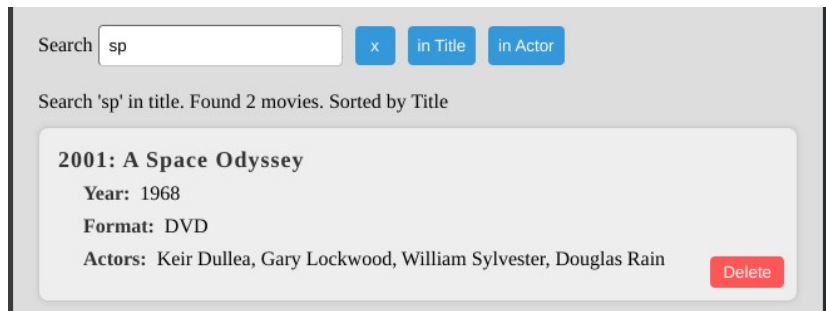 Search sp x in Title in Actor
Search 'sp' in title. Found 2 movies. Sorted by Title
2001: A Space Odyssey
Year: 1968
Format: DVD
Actors: Keir Dullea, Gary Lockwood, William Sylvester, Douglas Rain
Delete